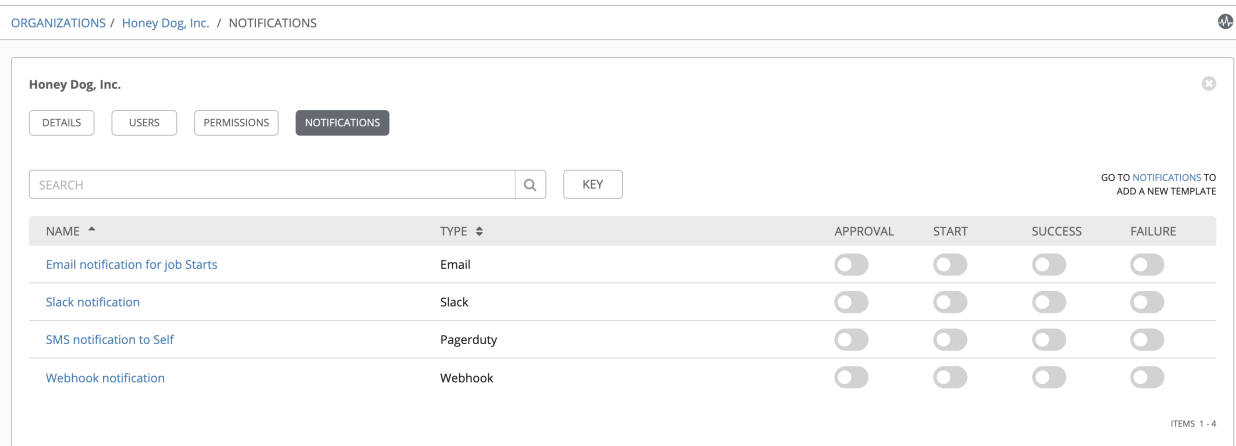 ORGANIZATIONS / Honey Dog, Inc. / NOTIFICATIONS
Honey Dog, Inc.
DETAILS USERS PERMISSIONS NOTIFICATIONS
SEARCH KEY
GO TO NOTIFICATIONS TO
ADD A NEW TEMPLATE
NAME TYPE APPROVAL START SUCCESS FAILURE
Email notification for job Starts Email
Slack notification Slack
SMS notification to Self Pagerduty
Webhook notification Webhook
ITEMS 1 - 4